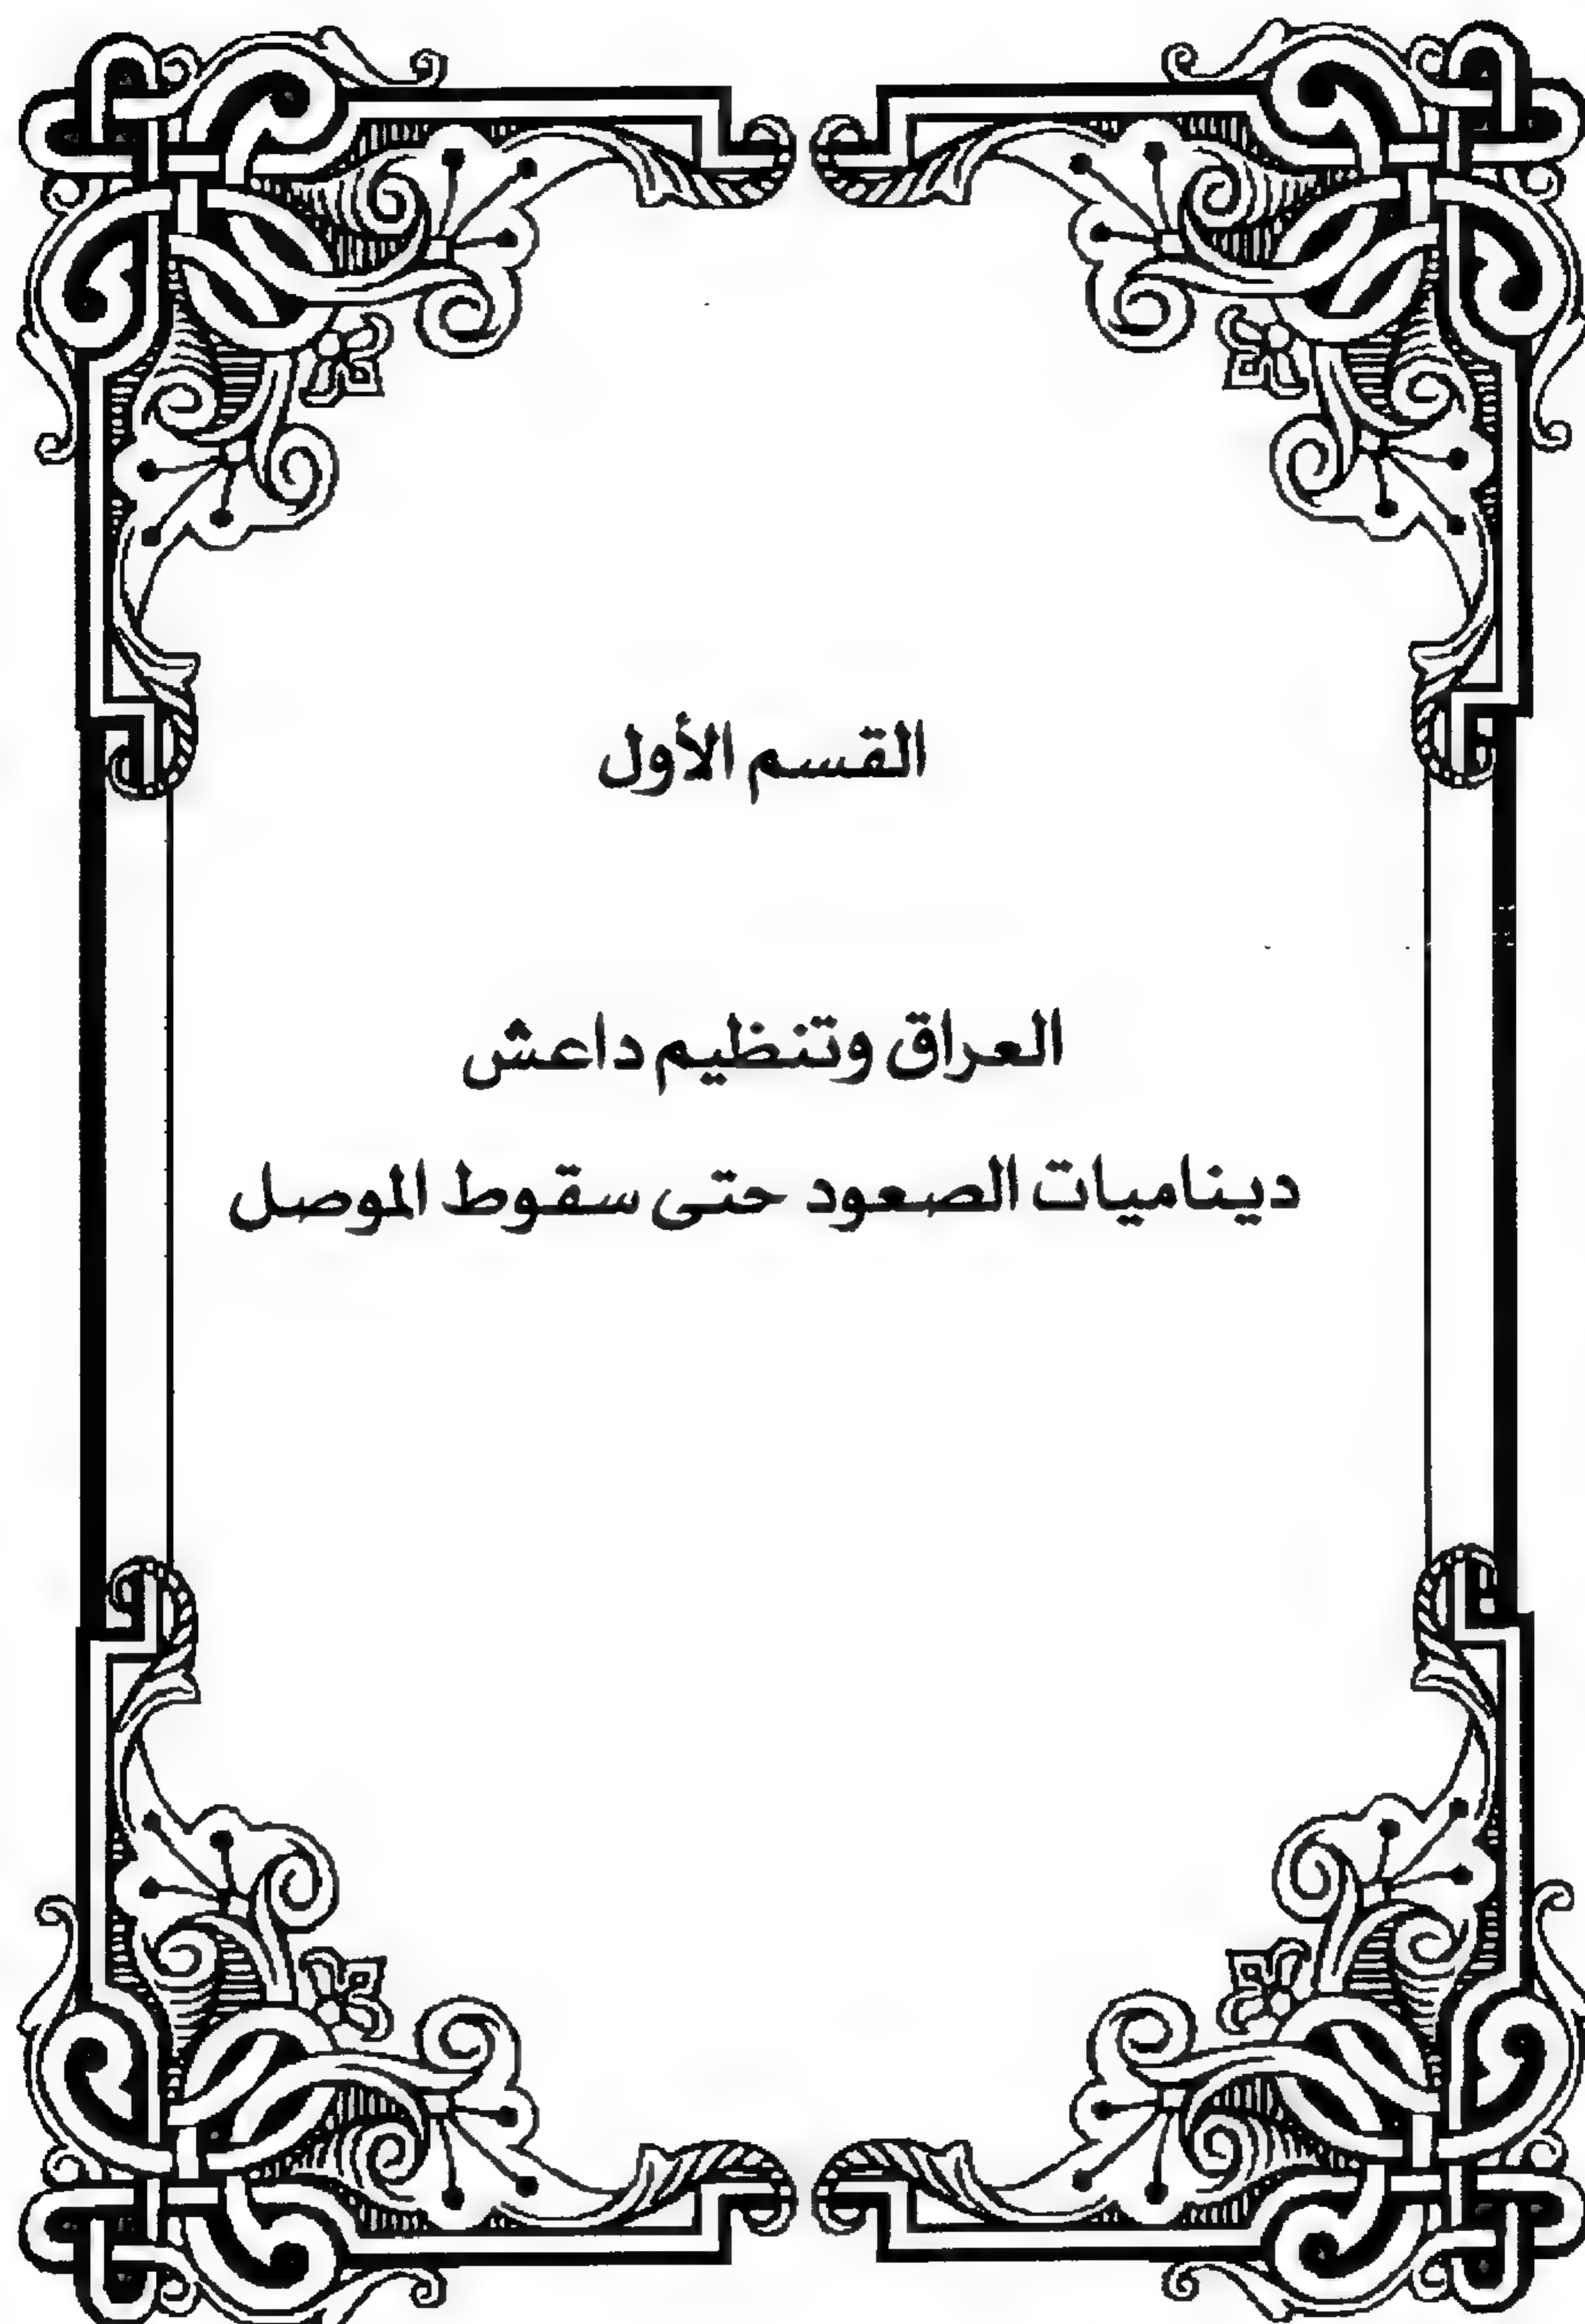 القسم الأول
العراق وتنظيم داعش
ديناميات الصعود حتى سقوط الموصل